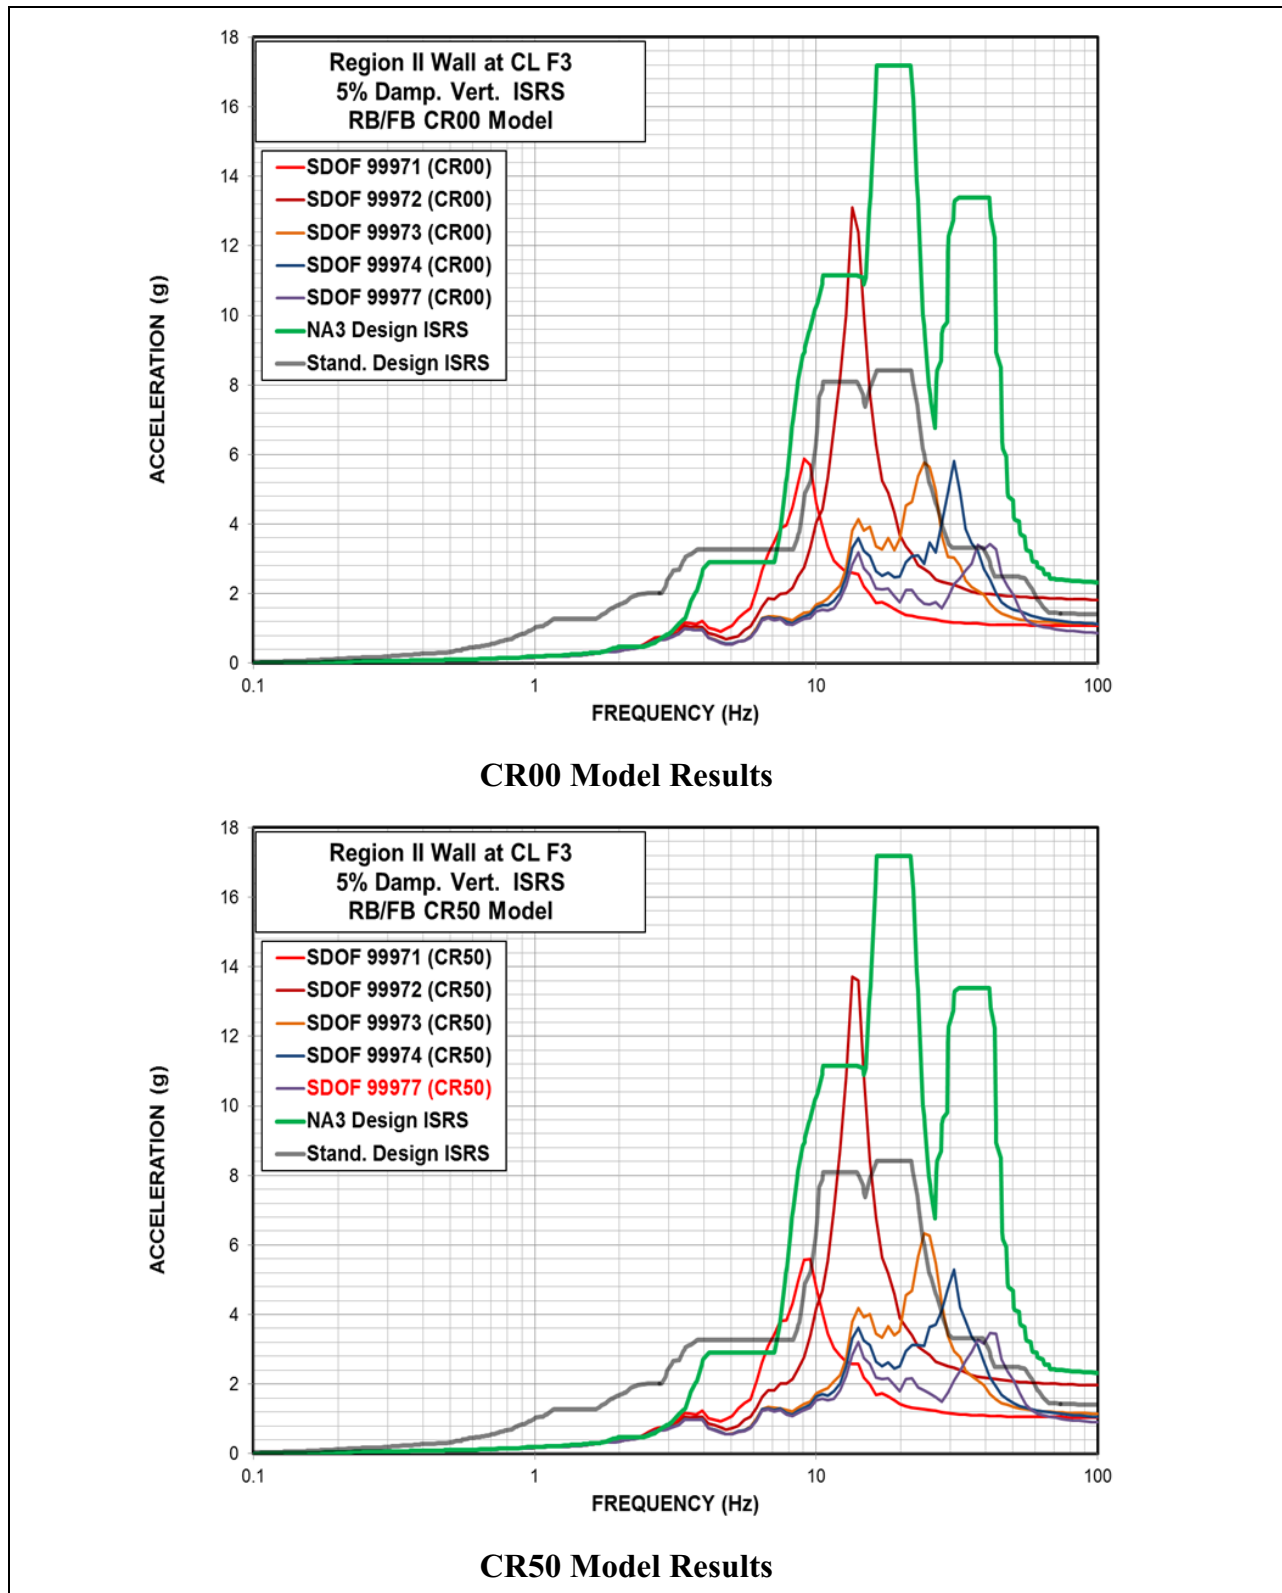 Region II Wall at CL F3
5% Damp. Vert. ISRS
RB/FB CR00 Model
SDOF 99971 (CR00)
SDOF 99972 (CR00)
SDOF 99973 (CR00)
SDOF 99974 (CR00)
SDOF 99977 (CR00)
NA3 Design ISRS
Stand. Design ISRS
ACCELERATION (g)
18
16
14
12
10
8
6
4
2
0
0.1 1 10 100
FREQUENCY (Hz)
CR00 Model Results
Region II Wall at CL F3
5% Damp. Vert. ISRS
RB/FB CR50 Model
SDOF 99971 (CR50)
SDOF 99972 (CR50)
SDOF 99973 (CR50)
SDOF 99974 (CR50)
SDOF 99977 (CR50)
NA3 Design ISRS
Stand. Design ISRS
ACCELERATION (g)
18
16
14
12
10
8
6
4
2
0
0.1 1 10 100
FREQUENCY (Hz)
CR50 Model Results